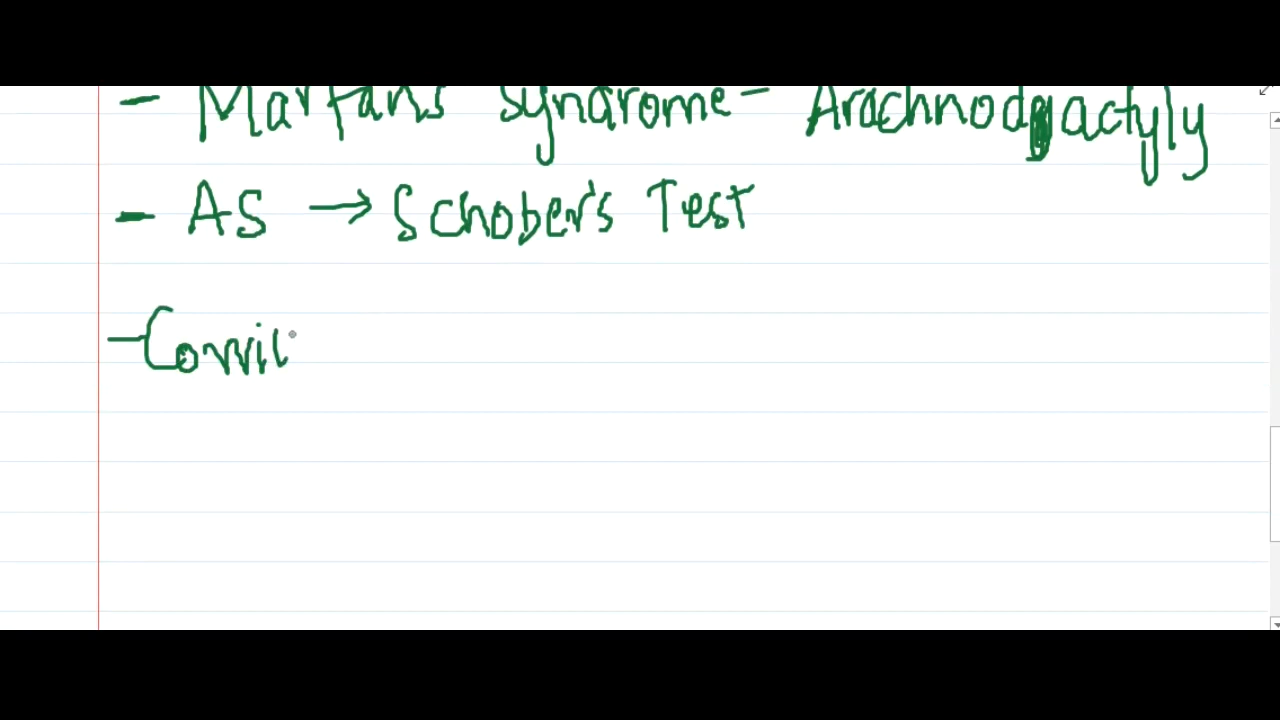 - Marfan's Syndrome - Arachnodactyly
- AS → Schober's Test